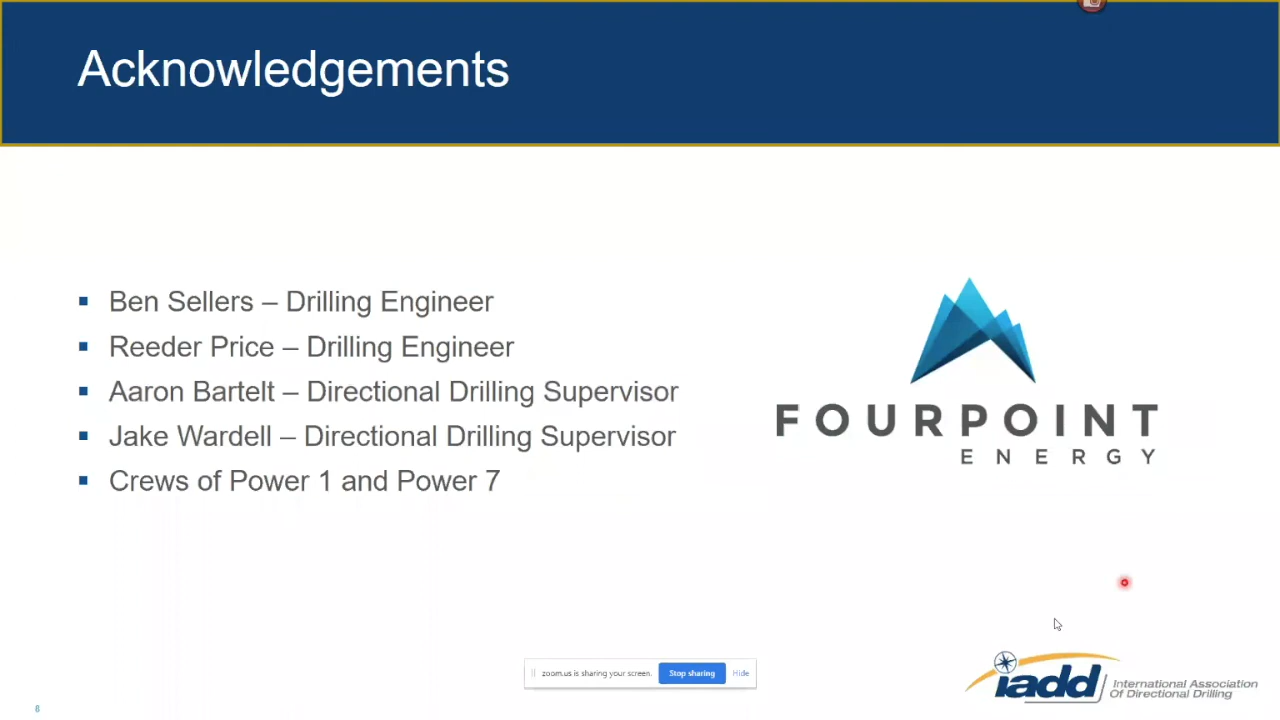 Acknowledgements
Ben Sellers – Drilling Engineer
Reeder Price – Drilling Engineer
Aaron Bartelt – Directional Drilling Supervisor
Jake Wardell – Directional Drilling Supervisor
Crews of Power 1 and Power 7
FOURPOINT
ENERGY
zoom.us is sharing your screen. Stop sharing Hide
iadd International Association
Of Directional Drilling
8